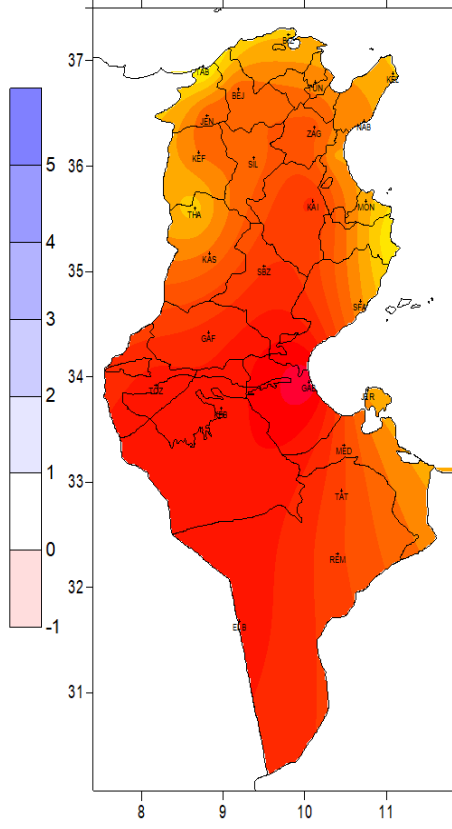 37
36
35
34
33
32
31
8
9
10
11
5
4
3
2
1
0
-1
TAB
BEJ
TUN
KEL
JEN
NAB
ZAG
KEF
SIL
THA
KAI
MON
KAS
SBZ
SFA
GAF
TOZ
KEB
JER
MED
TAT
REM